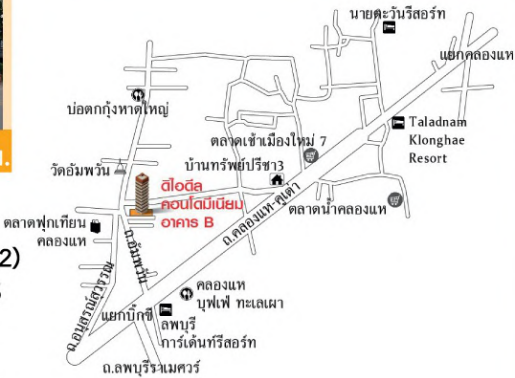 นายตะวันรีสอร์ท
แยกคลองแห
บ่อตกกุ้งหาดใหญ่
Taladnam
Klonghae
Resort
ตลาดเช้าเมืองใหม่ 7
บ้านทรัพย์ปรีชา3
วัดอัมพวัน
ดิไอดีล
คอนโดมิเนียม
อาคาร B
ตลาดน้ำคลองแห
ตลาดฟุกเทียน
คลองแห
ถ.คลองแห-คูเต่า
ถ.อัมพวัน
2)
คลองแห
บุฟเฟ่ ทะเลเผา
แยกบิ๊กซี
ลพบุรี
การ์เด้นท์รีสอร์ท
ถ.อนุสรณ์สุวรรณ
ถ.ลพบุรีราเมศวร์